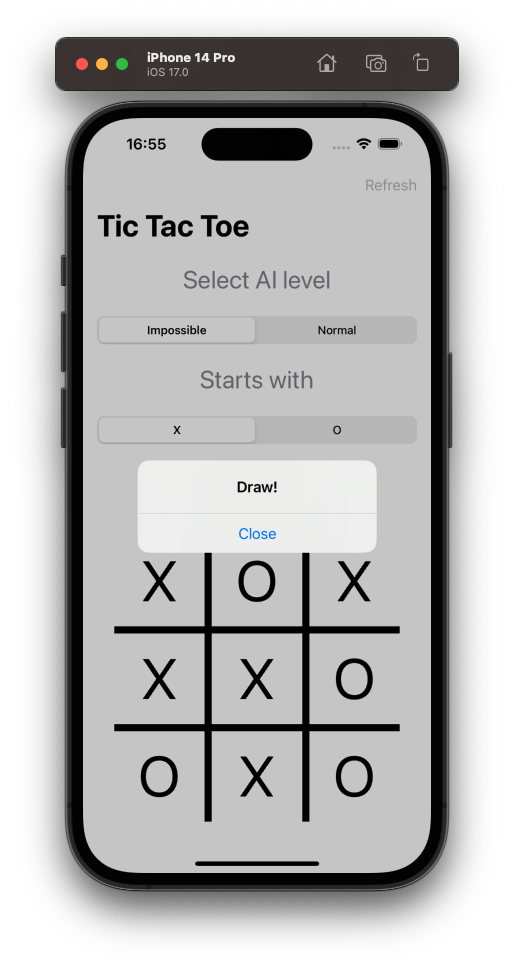 iPhone 14 Pro
iOS 17.0
16:55
Refresh
Tic Tac Toe
Select AI level
Impossible Normal
Starts with
X O
Draw!
Close
X O X
X X O
O X O